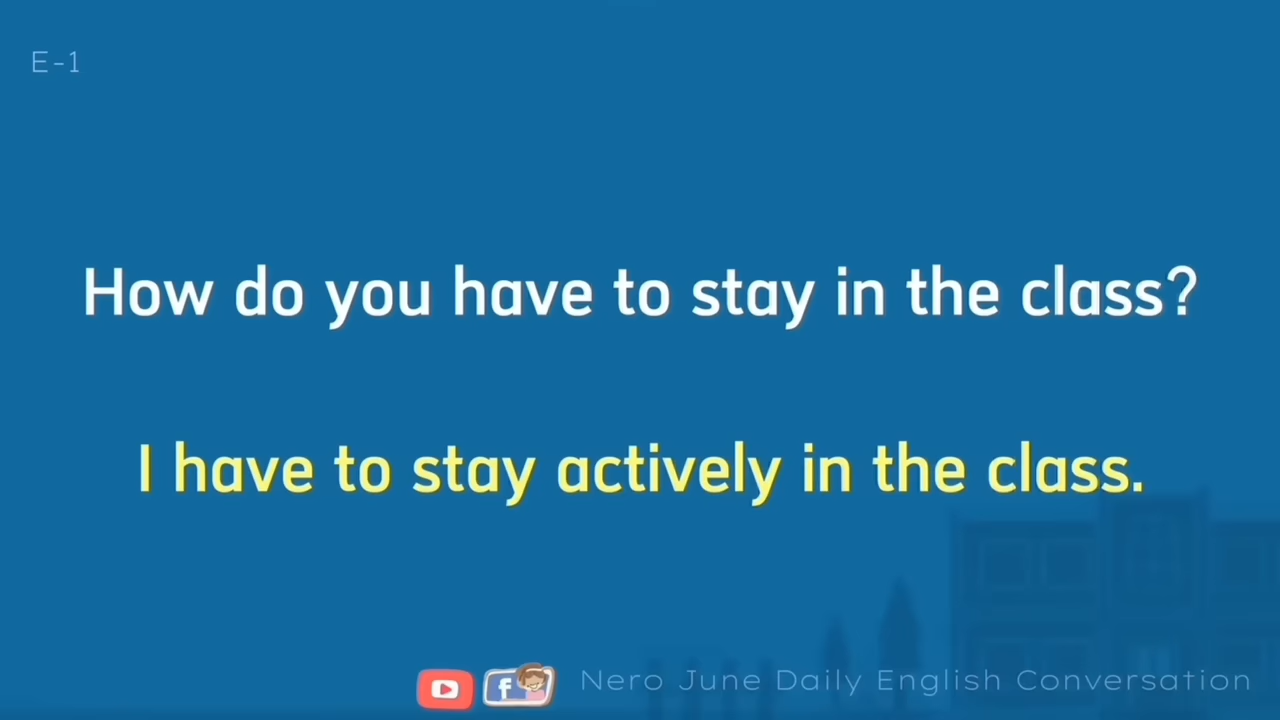 E-1
How do you have to stay in the class?
I have to stay actively in the class.
f
Nero June Daily English Conversation